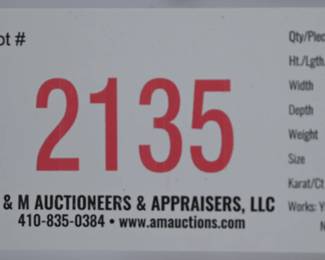 ot #
2135
& M AUCTIONEERS & APPRAISERS, LLC
410-835-0384 • www.amauctions.com
Qty/Piec
Ht./Lgth.
Width
Depth
Weight
Size
Karat/Ct
Works: Y
N